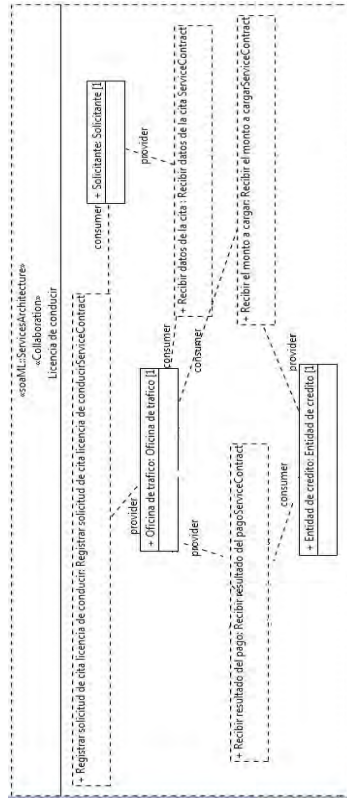 «soaML::ServicesArchitecture»
«Collaboration»
Licencia de conducir
+ Registrar solicitud de cita licencia de conducir: Registrar solicitud de cita licencia de conducirServiceContract
consumer
+ Solicitante: Solicitante [1
provider
provider
+ Oficina de trafico: Oficina de trafico [1
consumer
consumer
+ Recibir datos de la cita : Recibir datos de la cita ServiceContract
provider
+ Recibir resultado del pago: Recibir resultado del pagoServiceContract
+ Recibir el monto a cargar: Recibir el monto a cargarServiceContract
consumer
provider
+ Entidad de credito: Entidad de credito [1